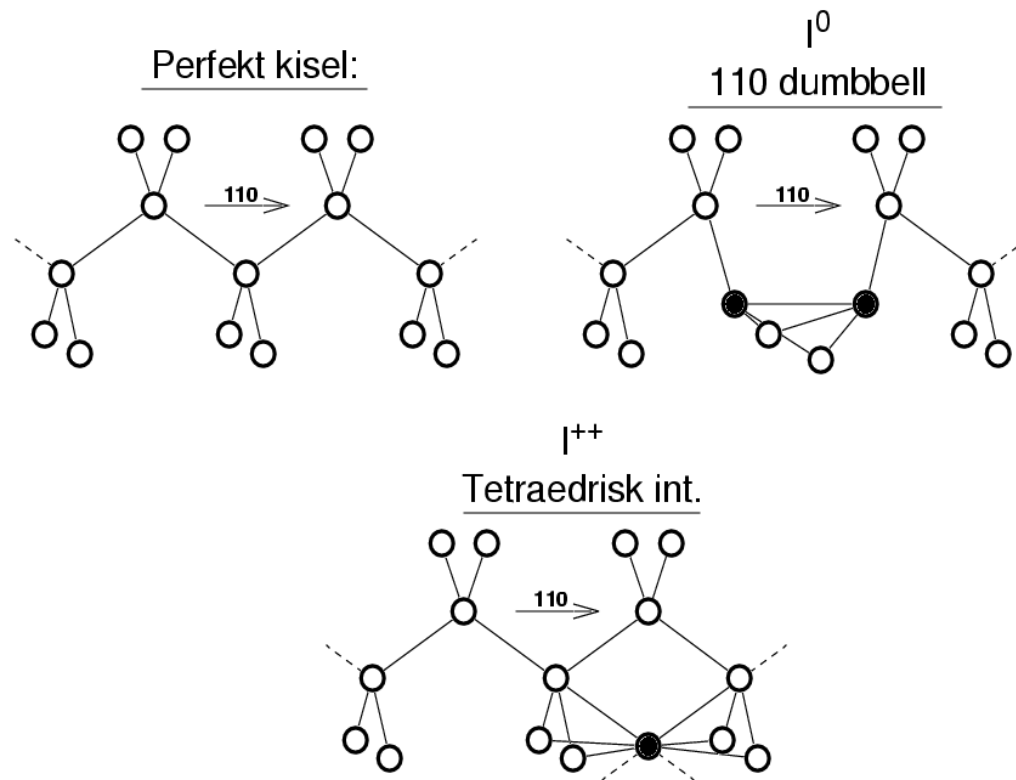 Perfekt kisel:
110
I⁰
110 dumbbell
110
I⁺⁺
Tetraedrisk int.
110